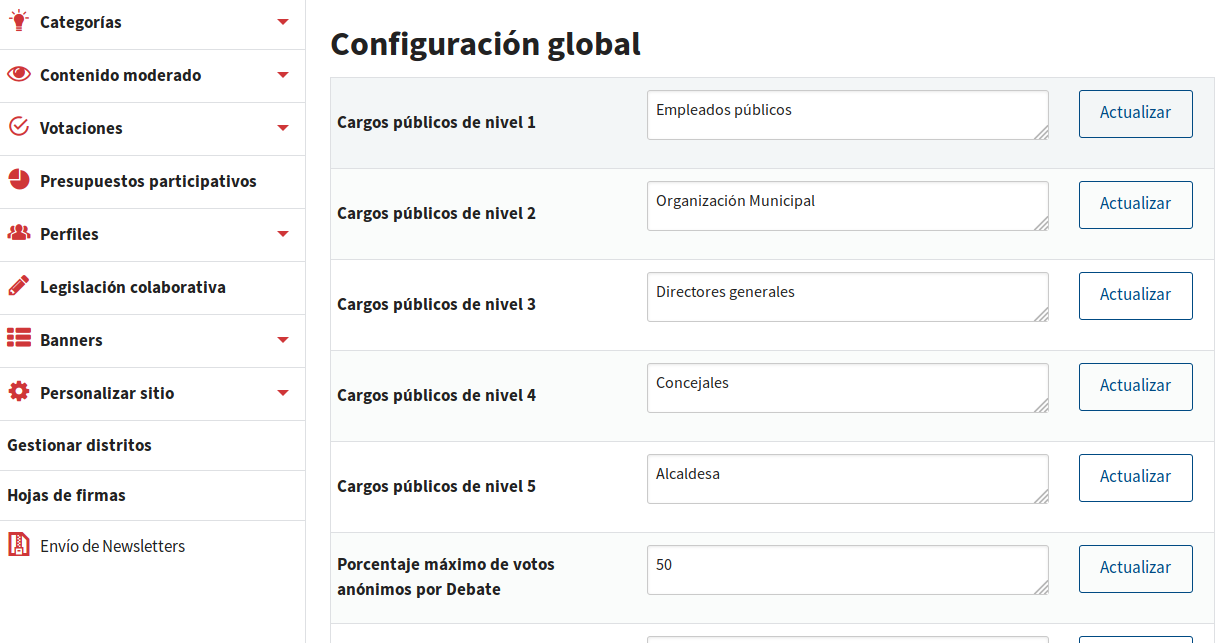 Categorías
Contenido moderado
Votaciones
Presupuestos participativos
Perfiles
Legislación colaborativa
Banners
Personalizar sitio
Gestionar distritos
Hojas de firmas
Envío de Newsletters
Configuración global
Cargos públicos de nivel 1
Empleados públicos
Actualizar
Cargos públicos de nivel 2
Organización Municipal
Actualizar
Cargos públicos de nivel 3
Directores generales
Actualizar
Cargos públicos de nivel 4
Concejales
Actualizar
Cargos públicos de nivel 5
Alcaldesa
Actualizar
Porcentaje máximo de votos
anónimos por Debate
50
Actualizar